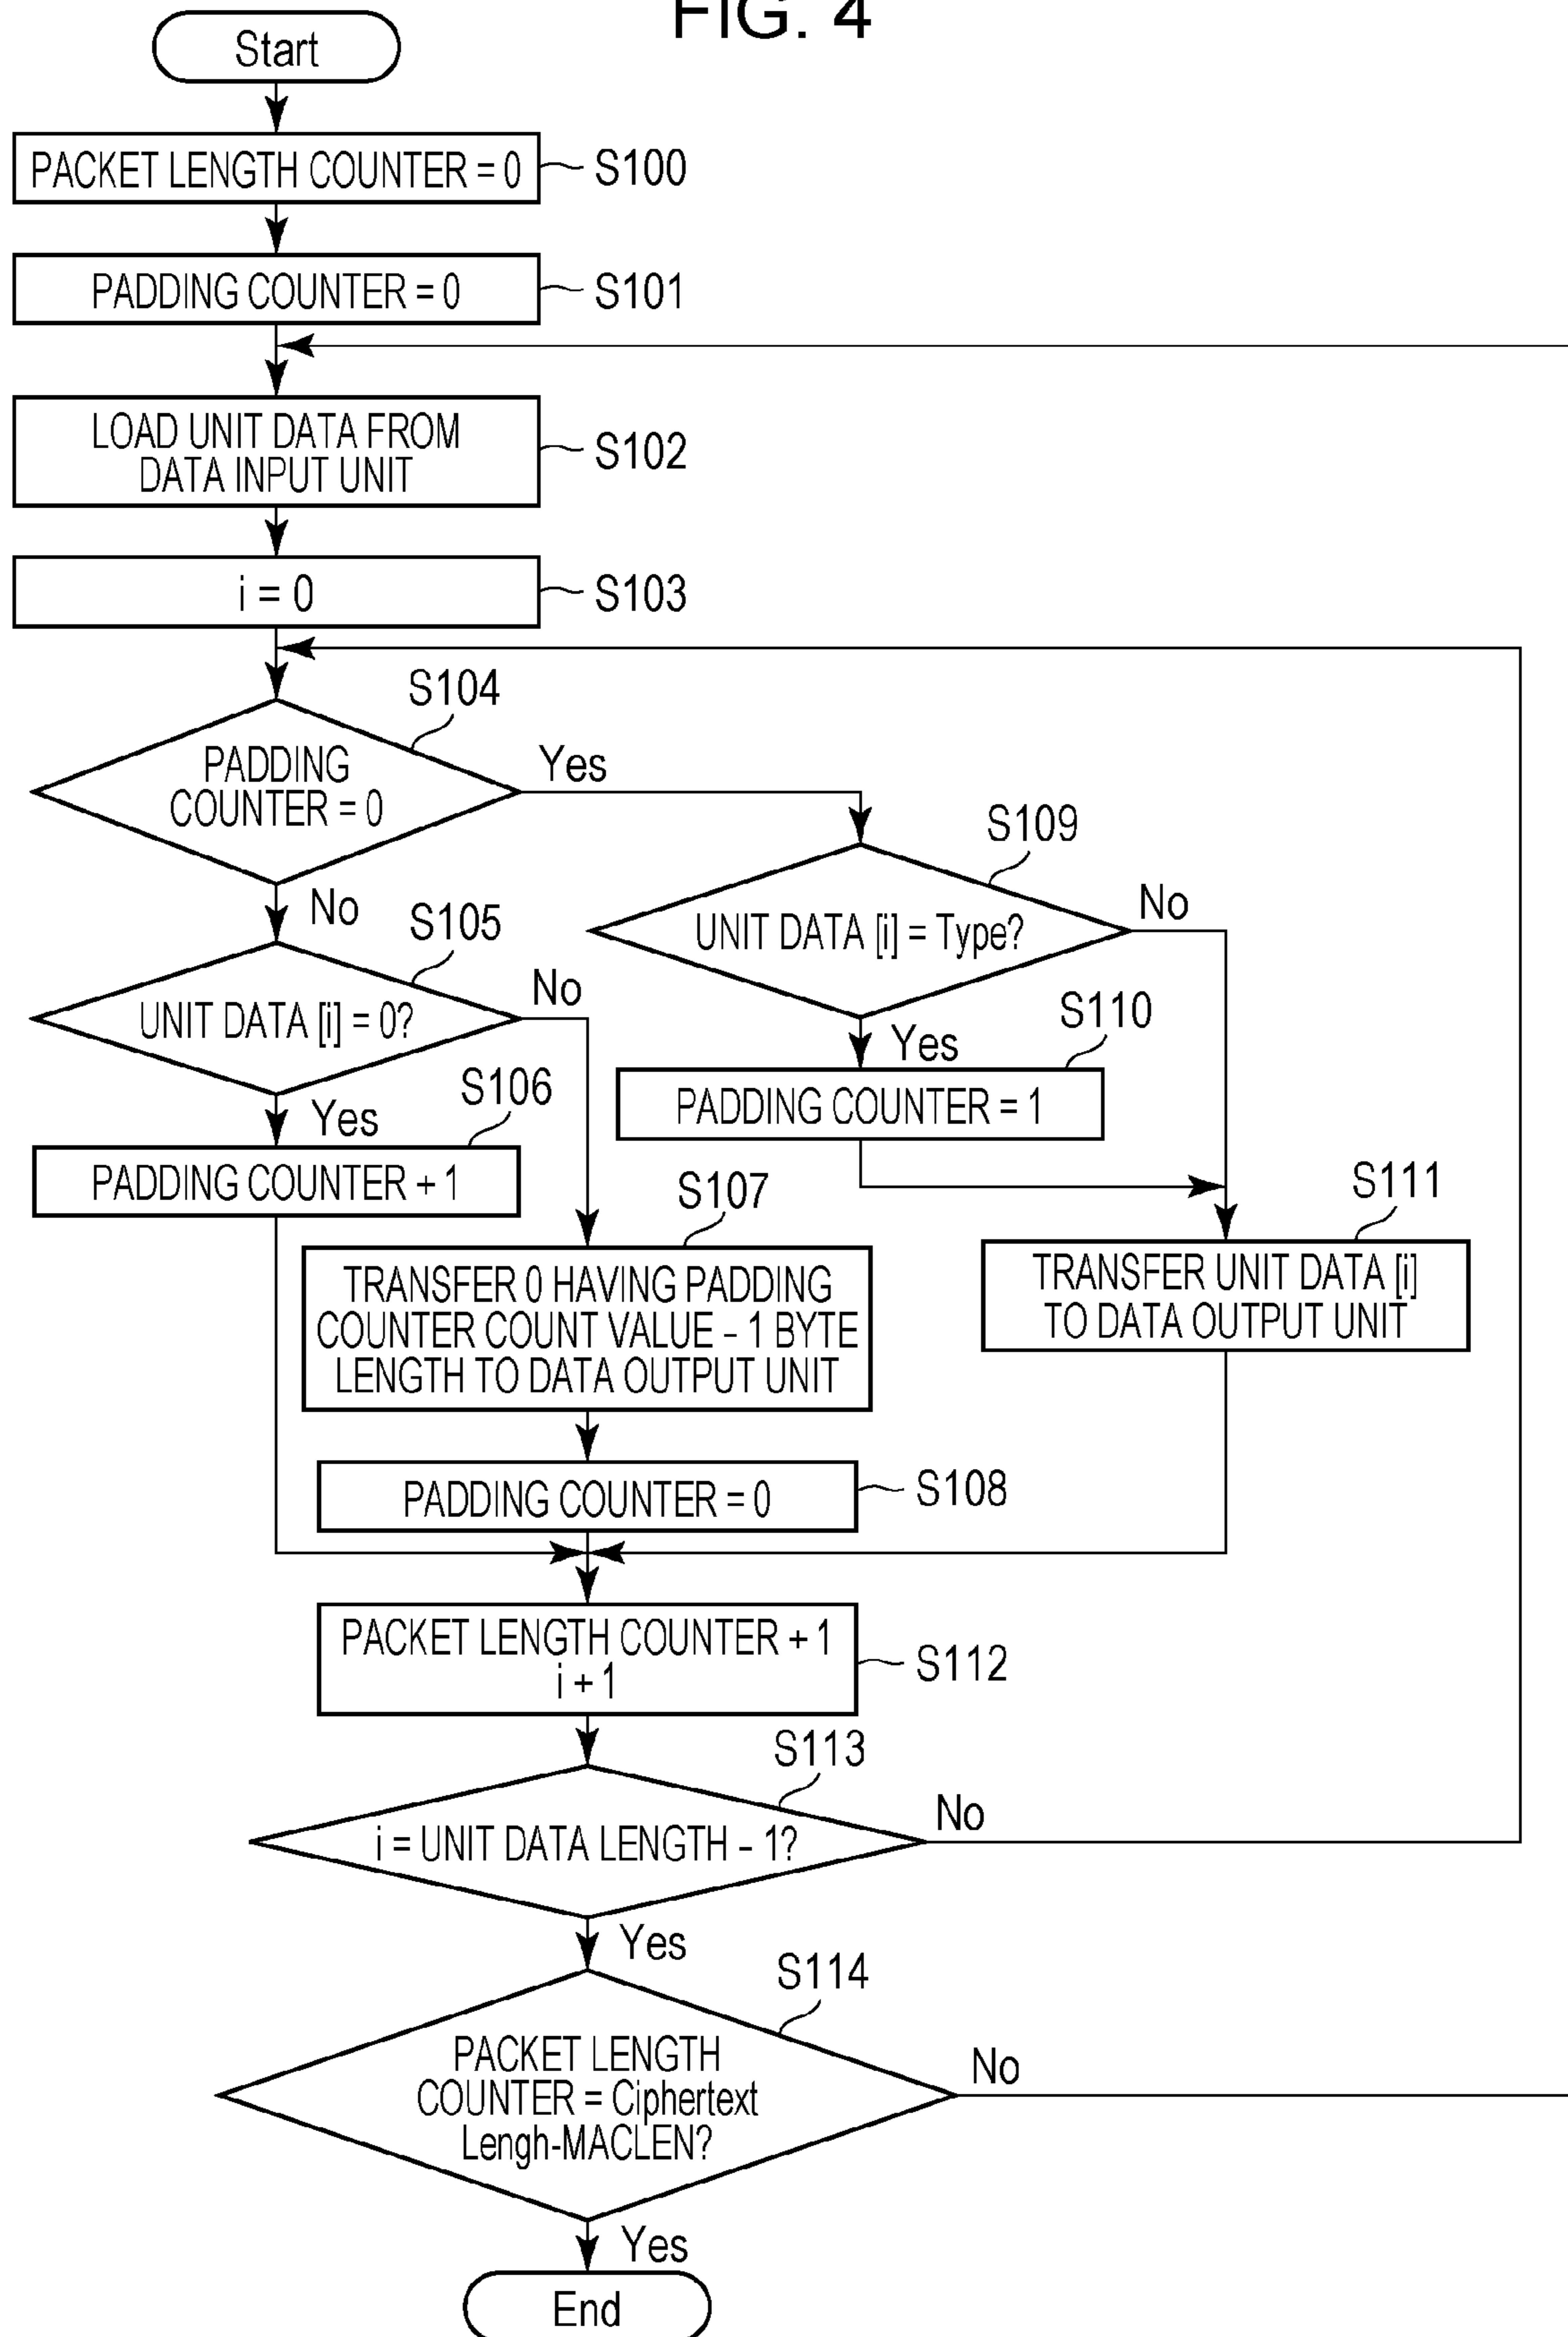 FIG. 4
Start
PACKET LENGTH COUNTER = 0
S100
PADDING COUNTER = 0
S101
LOAD UNIT DATA FROM
DATA INPUT UNIT
S102
i = 0
S103
S104
PADDING
COUNTER = 0
Yes
No
S109
UNIT DATA [i] = Type?
No
S105
UNIT DATA [i] = 0?
No
Yes
S110
PADDING COUNTER = 1
Yes
S106
PADDING COUNTER + 1
S107
TRANSFER 0 HAVING PADDING
COUNTER COUNT VALUE - 1 BYTE
LENGTH TO DATA OUTPUT UNIT
S111
TRANSFER UNIT DATA [i]
TO DATA OUTPUT UNIT
PADDING COUNTER = 0
S108
PACKET LENGTH COUNTER + 1
i + 1
S112
S113
i = UNIT DATA LENGTH - 1?
No
Yes
S114
PACKET LENGTH
COUNTER = Ciphertext
Lengh-MACLEN?
No
Yes
End